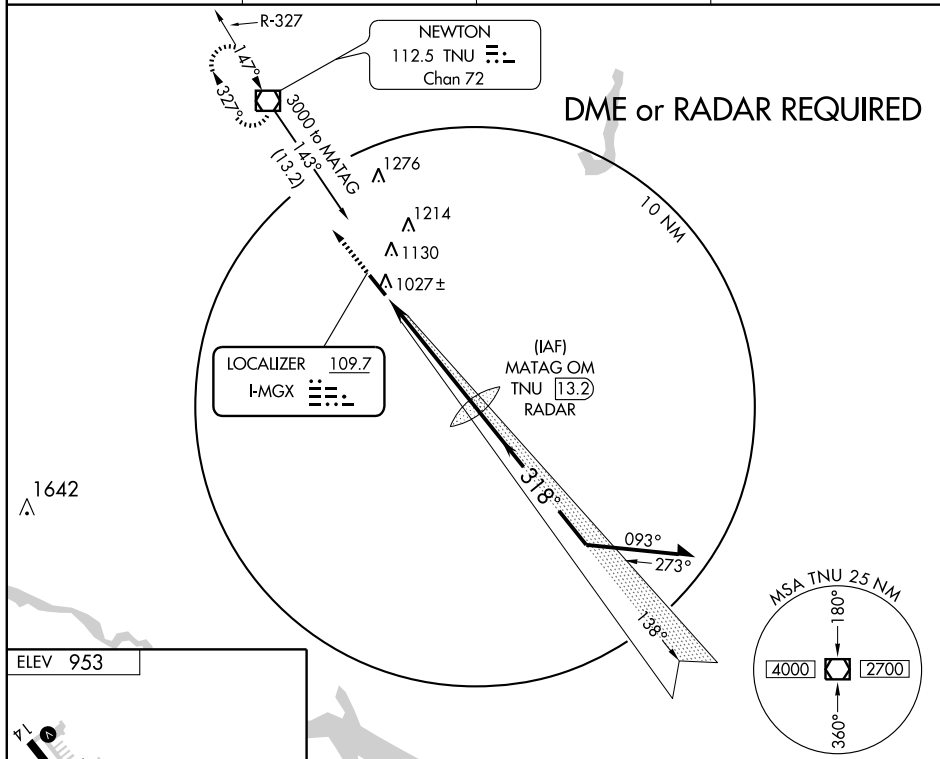 R-327
NEWTON
112.5 TNU
Chan 72
147°
327°
3000 to MATAG
143°
(13.2)
DME or RADAR REQUIRED
1276
10 NM
1214
1130
1027±
LOCALIZER 109.7
I-MGX
(IAF)
MATAG OM
TNU 13.2
RADAR
1642
318°
093°
273°
138°
MSA TNU 25 NM
180°
4000
2700
360°
ELEV 953
14
V